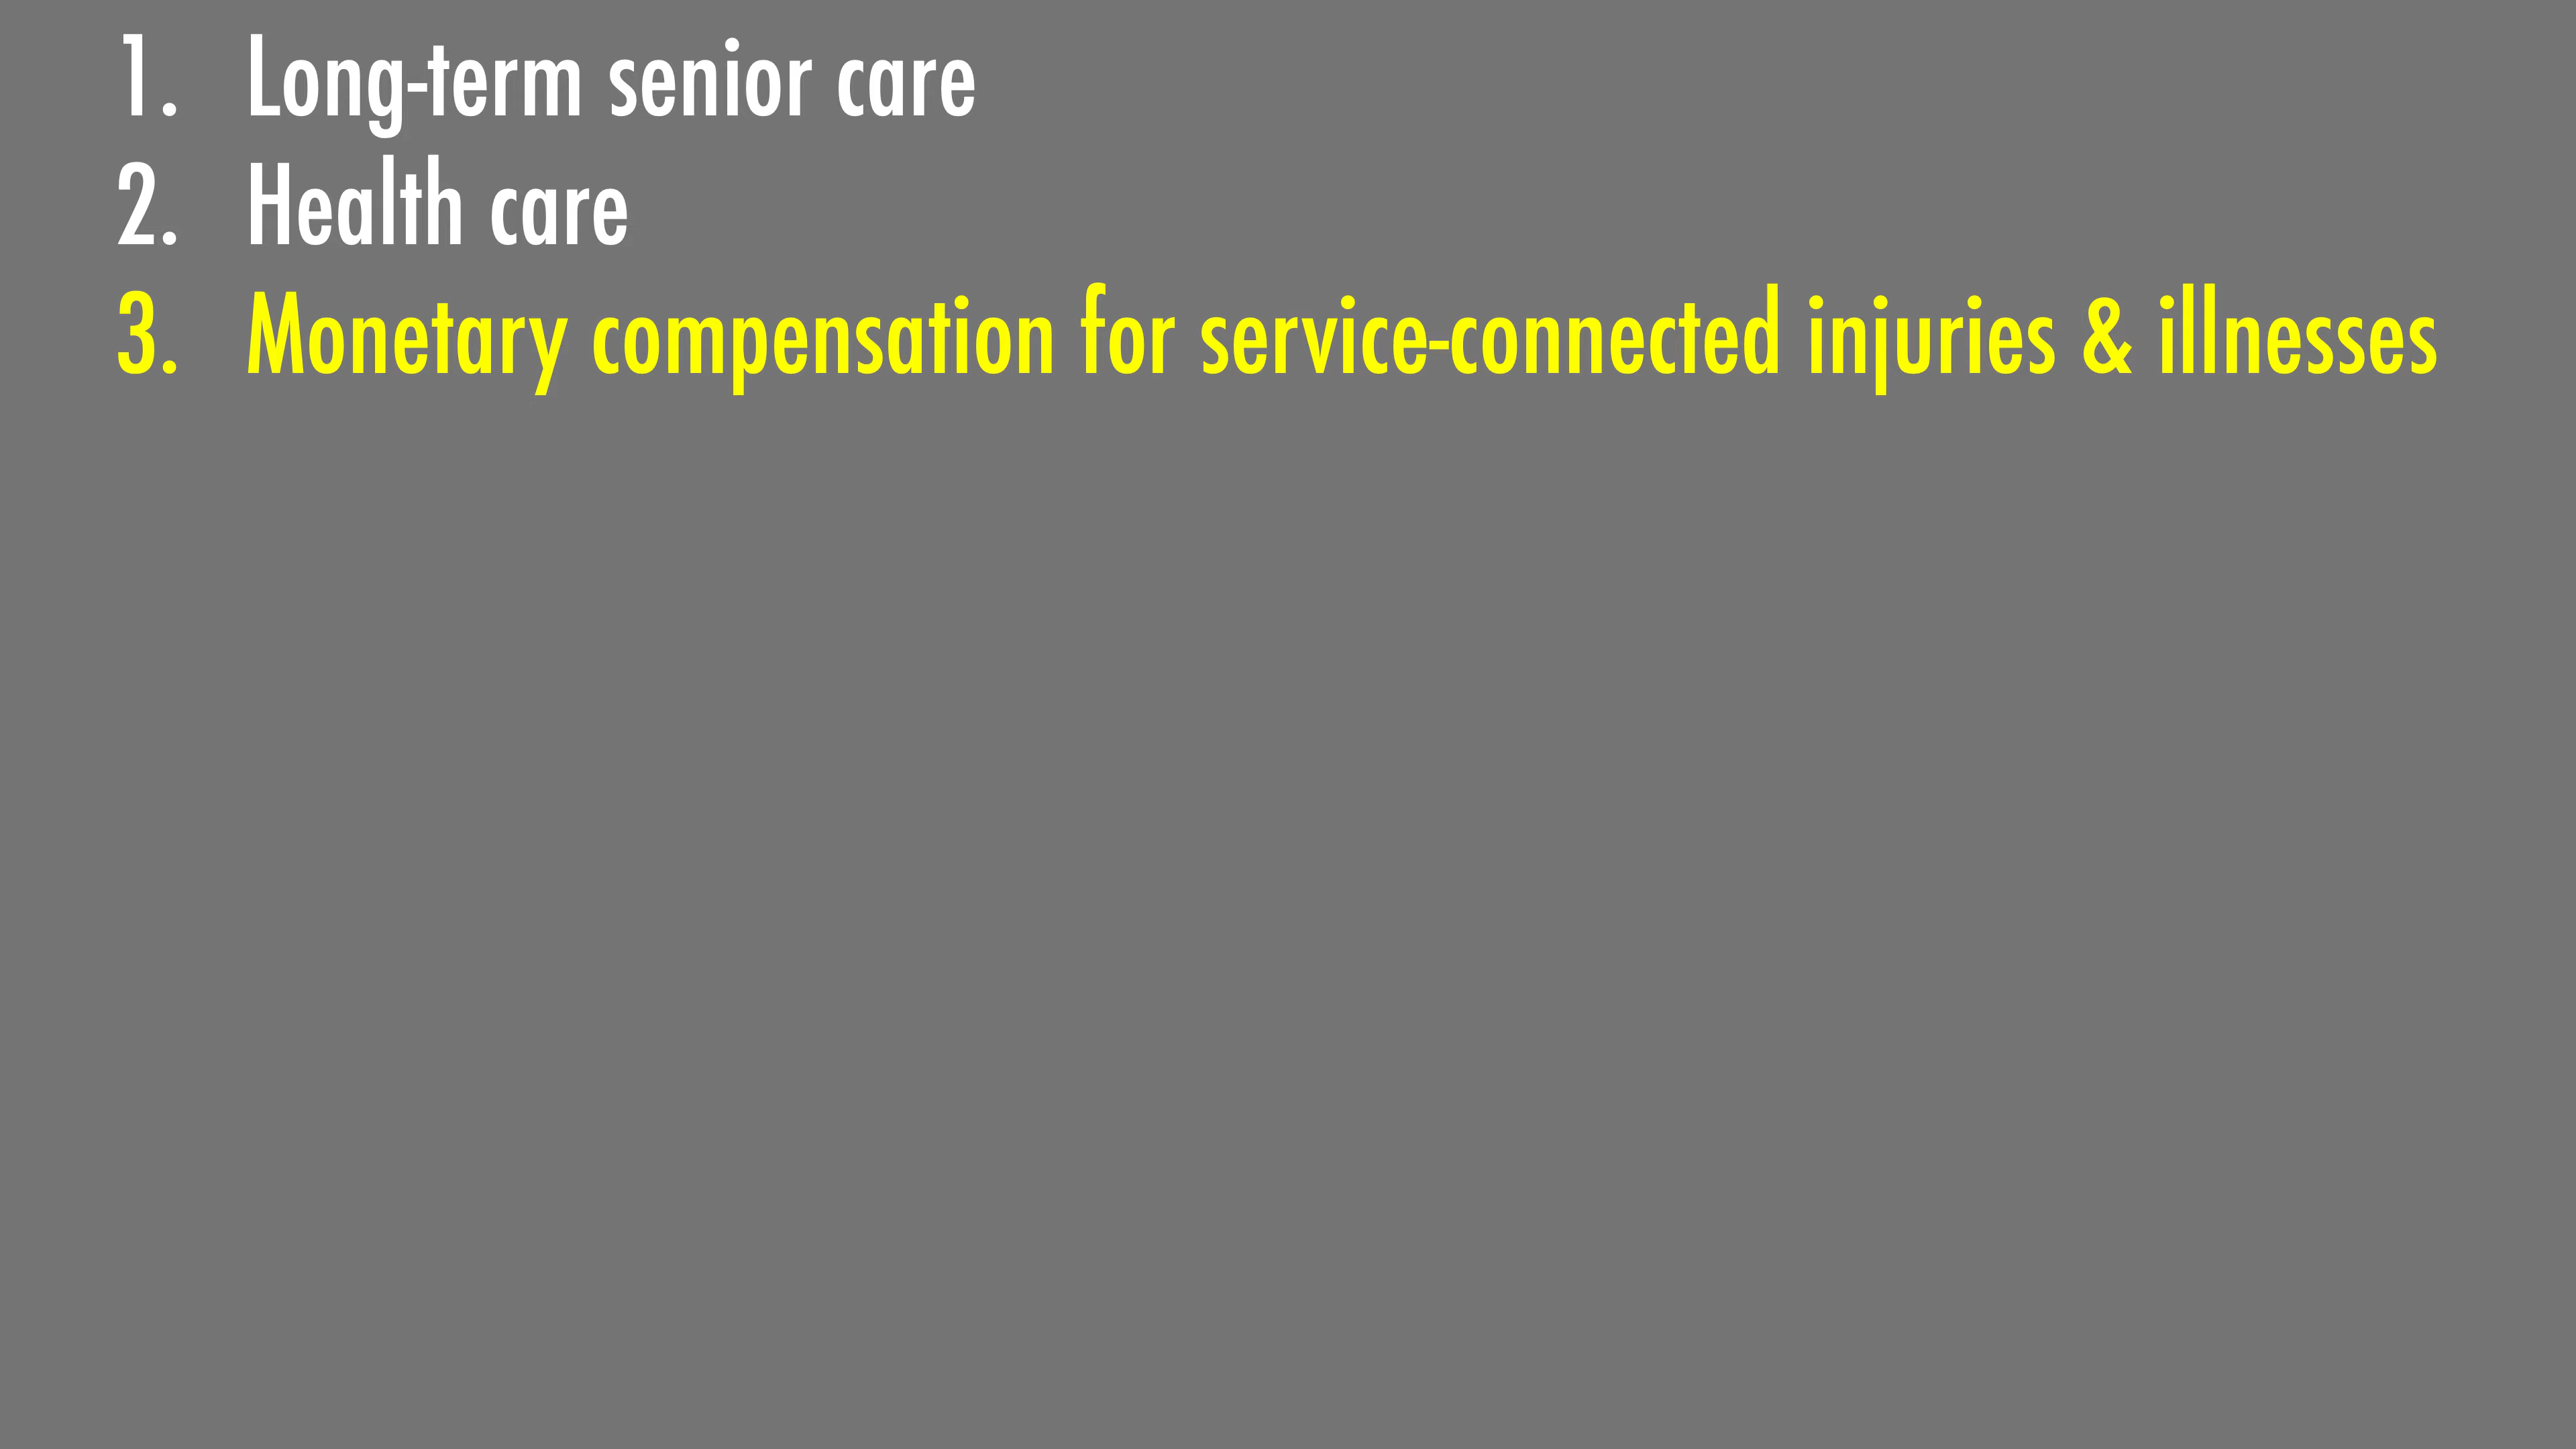 1. Long-term senior care
2. Health care
3. Monetary compensation for service-connected injuries & illnesses